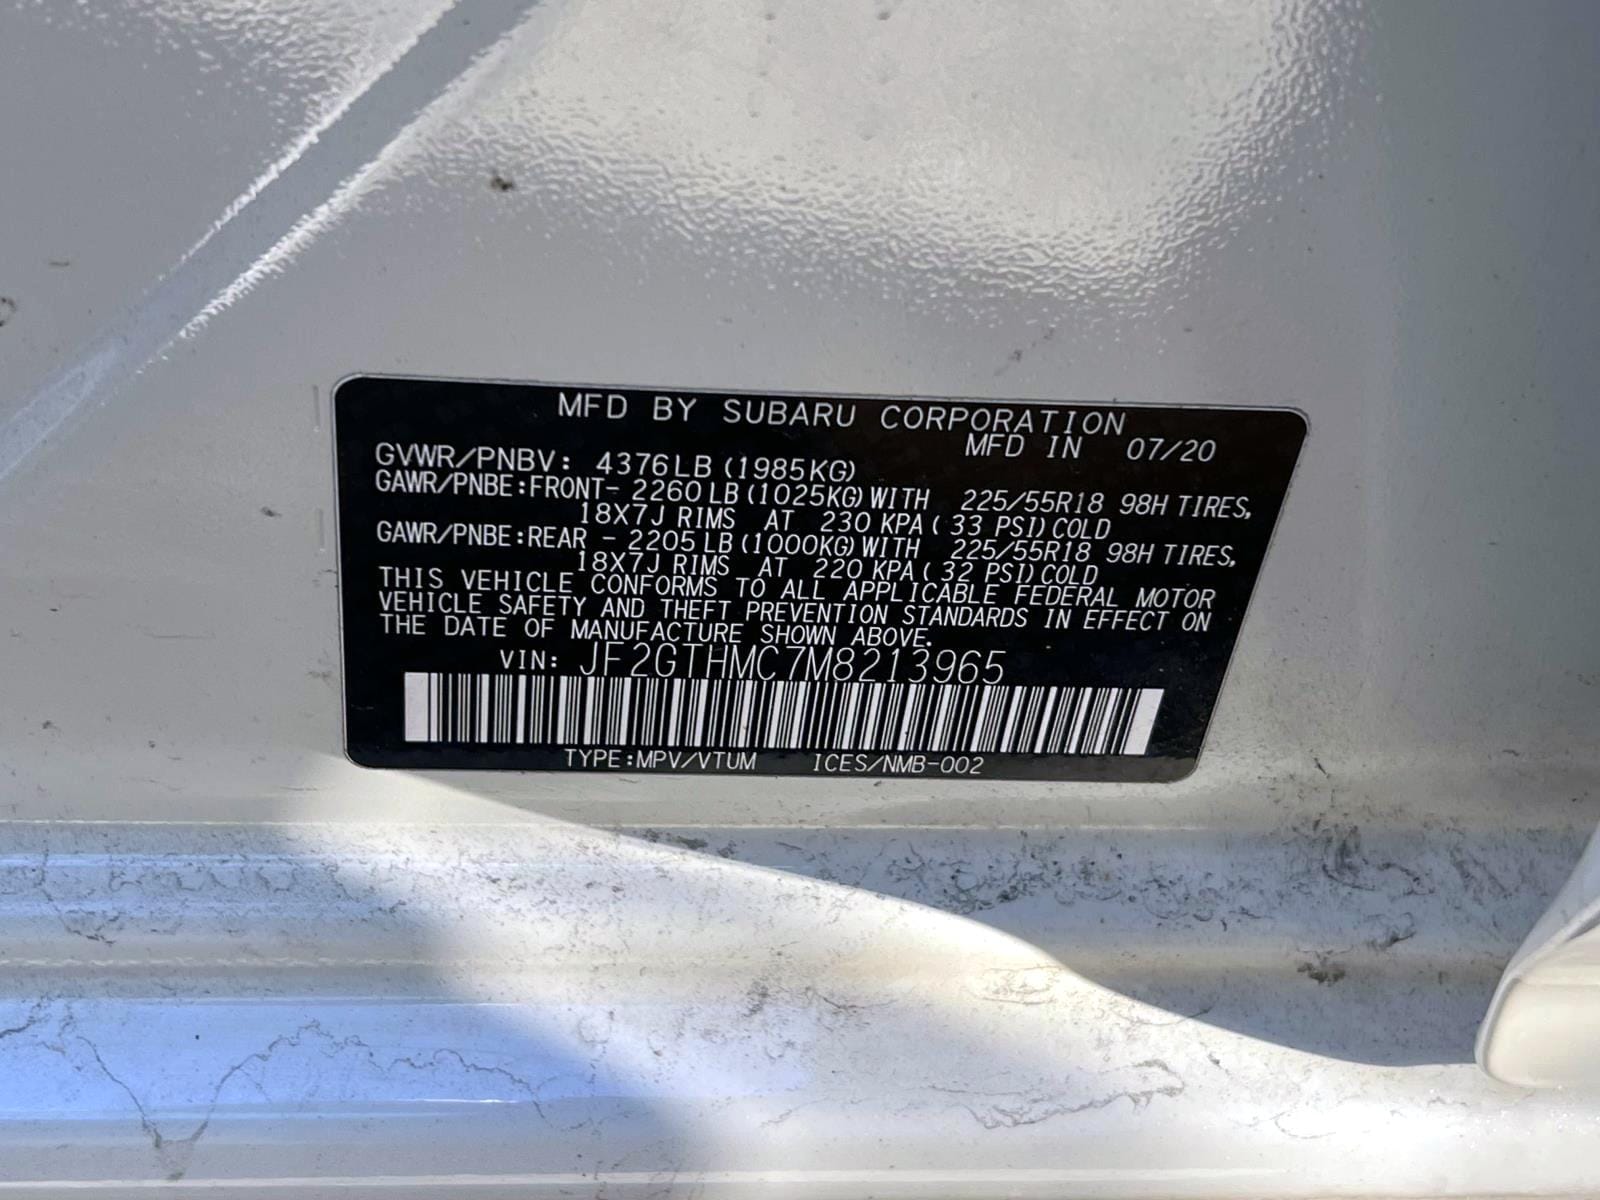 MFD BY SUBARU CORPORATION
MFD IN 07/20
GVWR/PNBV: 4376LB (1985KG)
GAWR/PNBE:FRONT- 2260 LB (1025KG) WITH 225/55R18 98H TIRES,
18X7J RIMS AT 230 KPA ( 33 PSI) COLD
GAWR/PNBE:REAR - 2205 LB (1000KG) WITH 225/55R18 98H TIRES,
18X7J RIMS AT 220 KPA ( 32 PSI) COLD
THIS VEHICLE CONFORMS TO ALL APPLICABLE FEDERAL MOTOR
VEHICLE SAFETY AND THEFT PREVENTION STANDARDS IN EFFECT ON
THE DATE OF MANUFACTURE SHOWN ABOVE.
VIN: JF2GTHMC7M8213965
TYPE:MPV/VTUM ICES/NMB-002